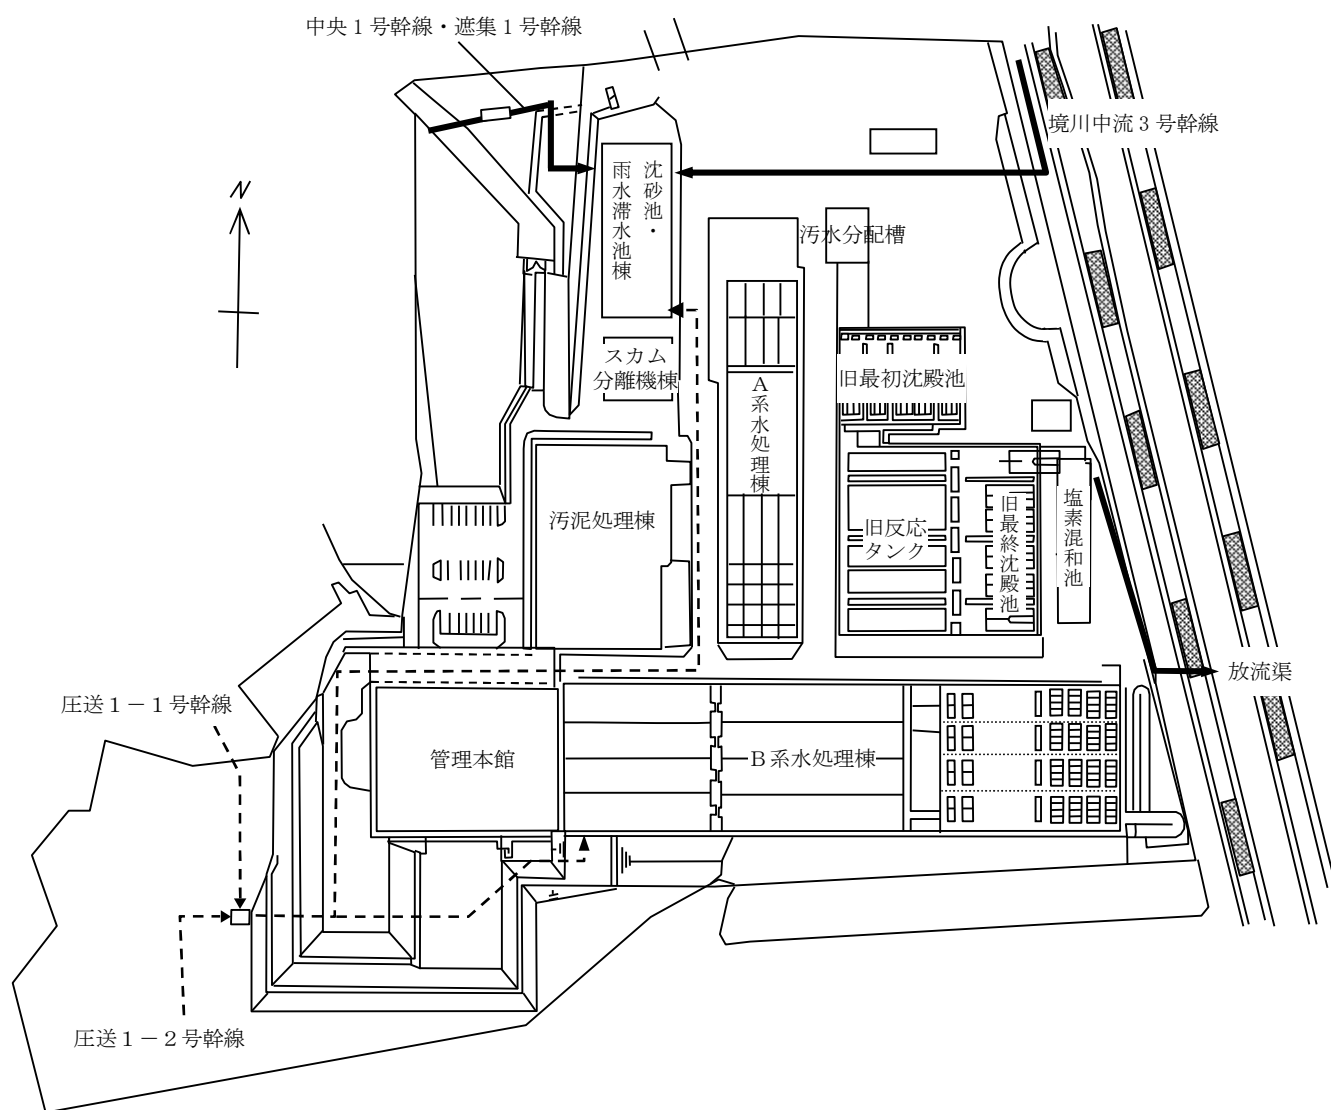 中央１号幹線・遮集１号幹線
境川中流３号幹線
N
沈砂池・
雨水滞水池棟
汚水分配槽
スカム
分離機棟
旧最初沈殿池
Ａ系水処理棟
汚泥処理棟
旧反応
タンク
旧最終沈殿池
塩素混和池
放流渠
圧送１－１号幹線
管理本館
Ｂ系水処理棟
圧送１－２号幹線